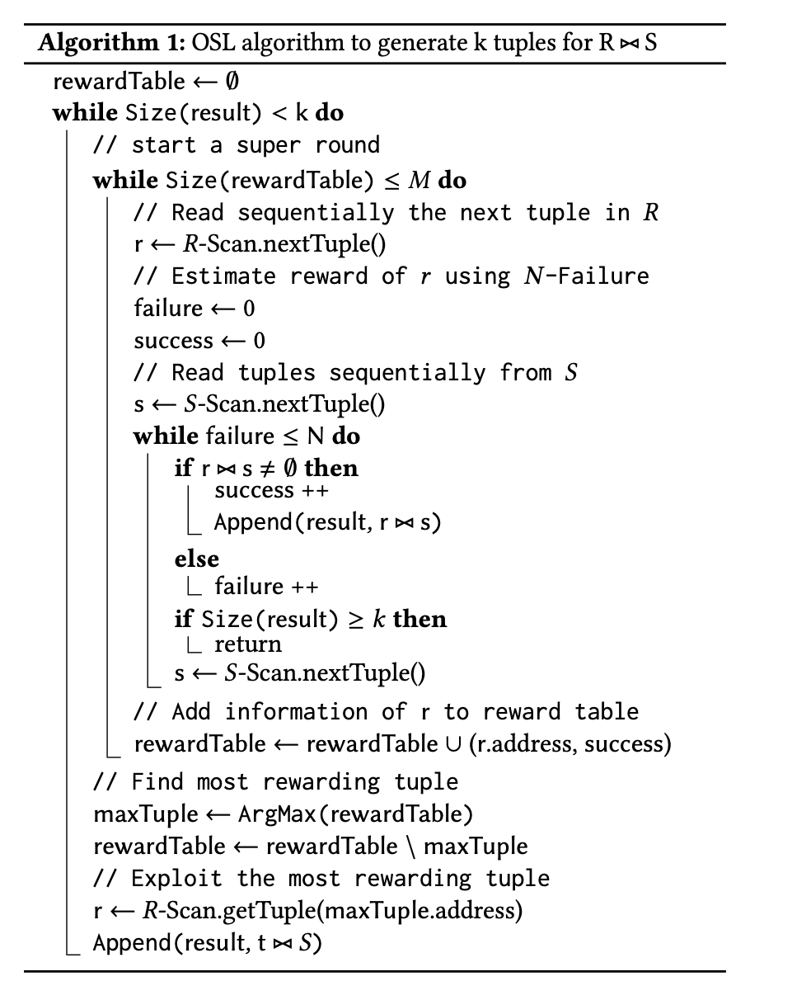 Algorithm 1: OSL algorithm to generate k tuples for R ⋈ S
rewardTable ← ∅
while Size(result) < k do
// start a super round
while Size(rewardTable) ≤ M do
// Read sequentially the next tuple in R
r ← R-Scan.nextTuple()
// Estimate reward of r using N-Failure
failure ← 0
success ← 0
// Read tuples sequentially from S
s ← S-Scan.nextTuple()
while failure ≤ N do
if r ⋈ s ≠ ∅ then
success ++
Append(result, r ⋈ s)
else
failure ++
if Size(result) ≥ k then
return
s ← S-Scan.nextTuple()
// Add information of r to reward table
rewardTable ← rewardTable ∪ (r.address, success)
// Find most rewarding tuple
maxTuple ← ArgMax(rewardTable)
rewardTable ← rewardTable \ maxTuple
// Exploit the most rewarding tuple
r ← R-Scan.getTuple(maxTuple.address)
Append(result, t ⋈ S)